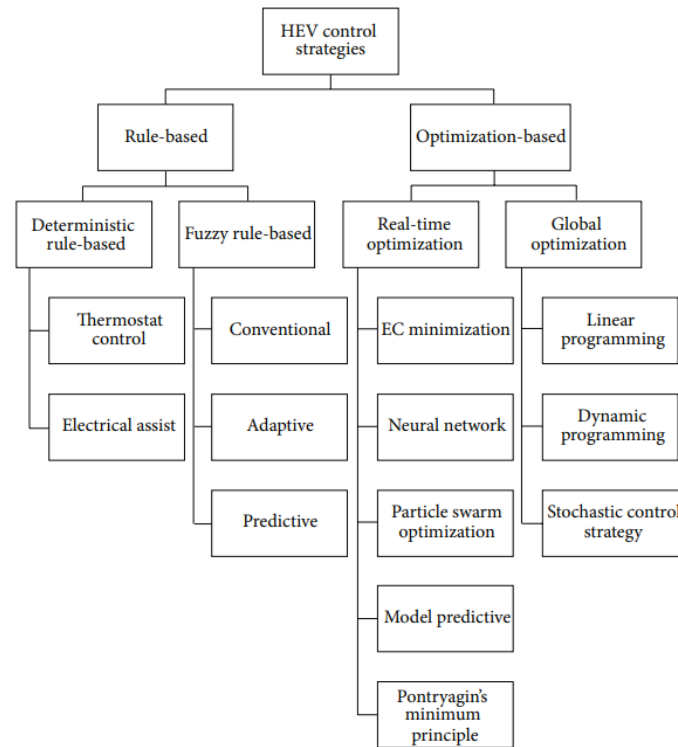 HEV control
strategies
Rule-based
Optimization-based
Deterministic
rule-based
Fuzzy rule-based
Real-time
optimization
Global
optimization
Thermostat
control
Conventional
EC minimization
Linear
programming
Electrical assist
Adaptive
Neural network
Dynamic
programming
Predictive
Particle swarm
optimization
Stochastic control
strategy
Model predictive
Pontryagin's
minimum
principle